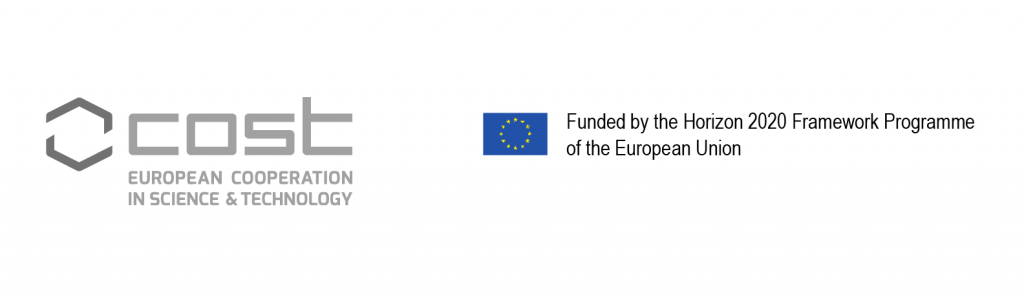 cost
EUROPEAN COOPERATION
IN SCIENCE & TECHNOLOGY
Funded by the Horizon 2020 Framework Programme
of the European Union